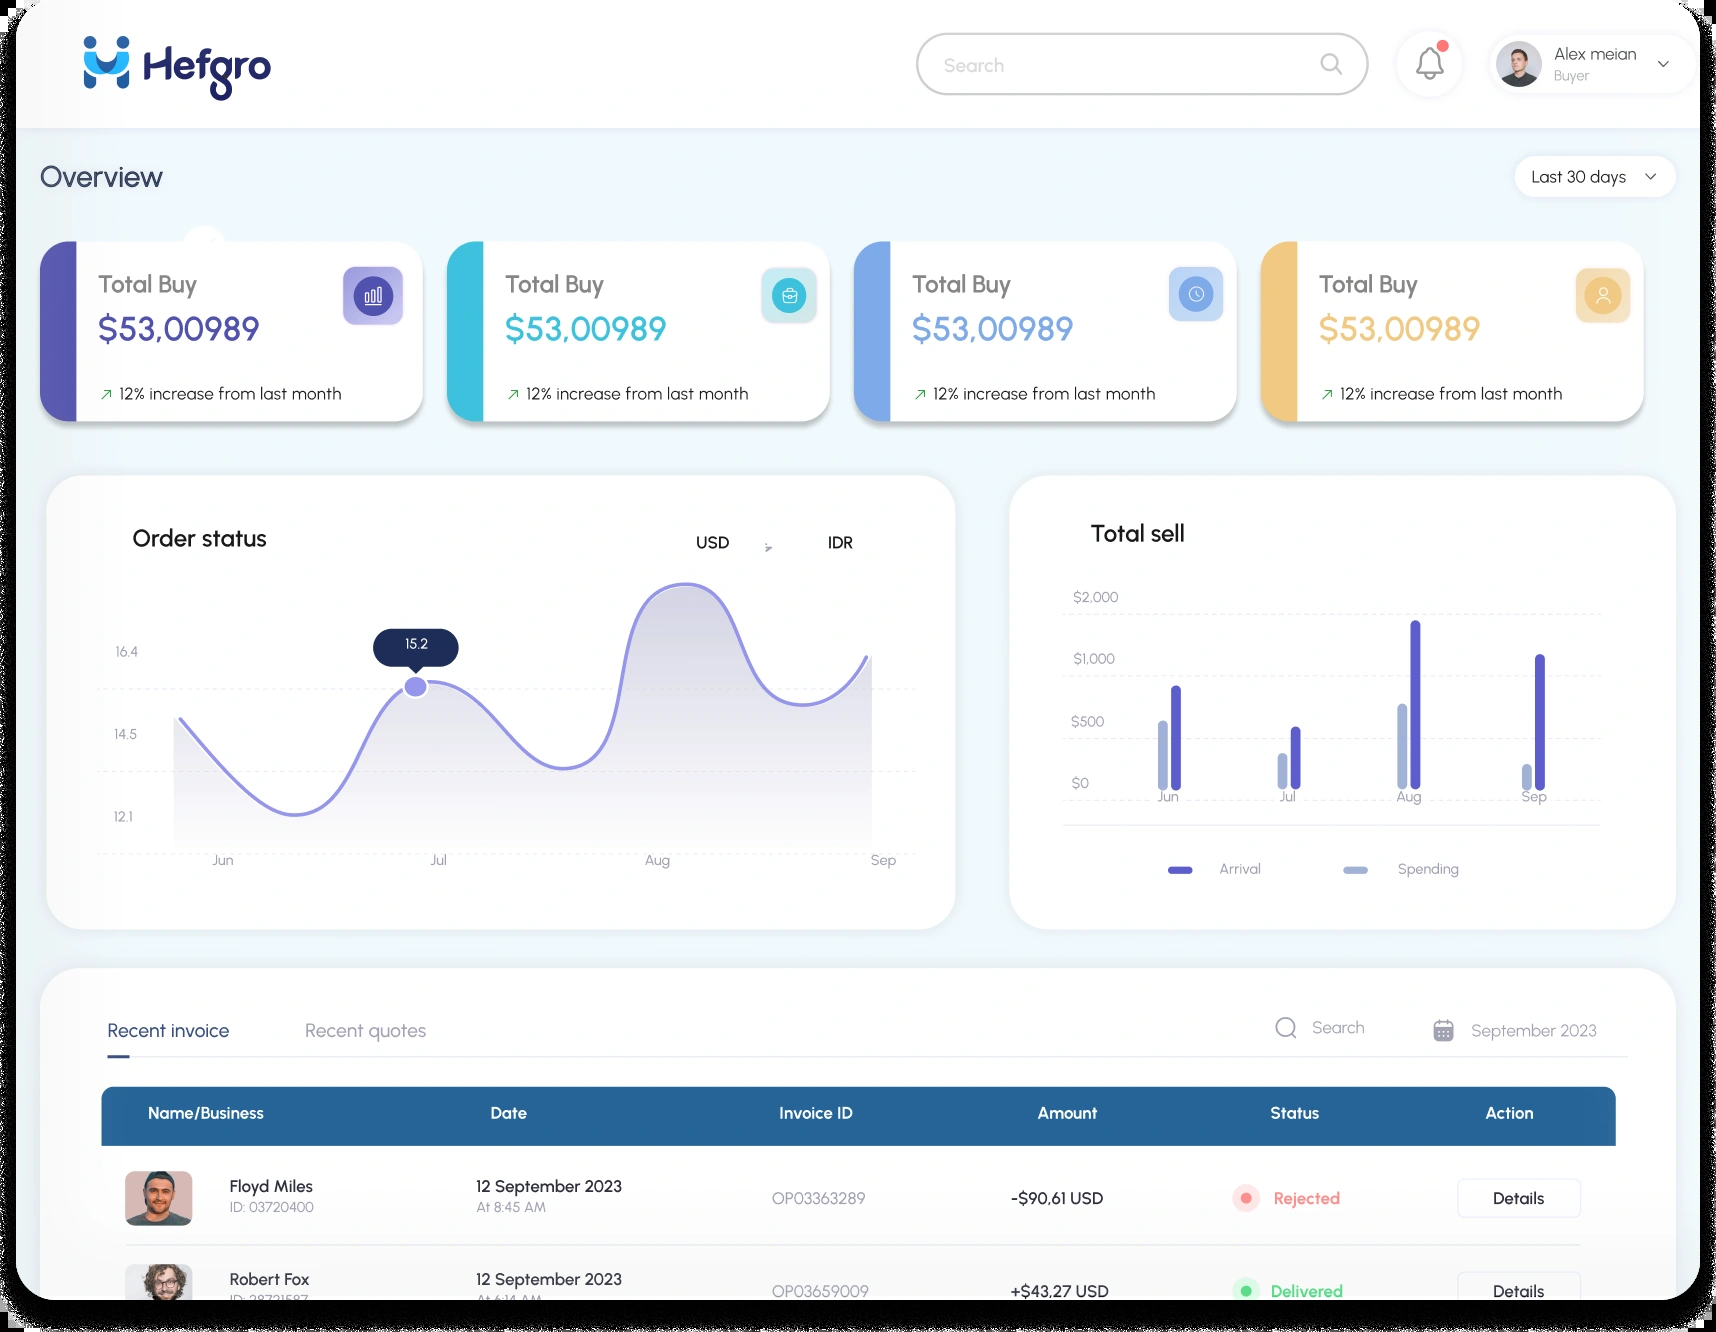 Hefgro
Search
Alex meian
Buyer
Overview
Last 30 days
Total Buy
$53,00989
12% increase from last month
Total Buy
$53,00989
12% increase from last month
Total Buy
$53,00989
12% increase from last month
Total Buy
$53,00989
12% increase from last month
Order status
USD
IDR
16.4
15.2
14.5
12.1
Jun
Jul
Aug
Sep
Total sell
$2,000
$1,000
$500
$0
Jun
Jul
Aug
Sep
Arrival
Spending
Recent invoice
Recent quotes
Search
September 2023
Name/Business Date Invoice ID Amount Status Action
Floyd Miles
ID: 03720400
12 September 2023
At 8:45 AM
OP03363289
-$90,61 USD
Rejected
Details
Robert Fox
ID: 28721587
12 September 2023
At 6:14 AM
OP03659009
+$43,27 USD
Delivered
Details